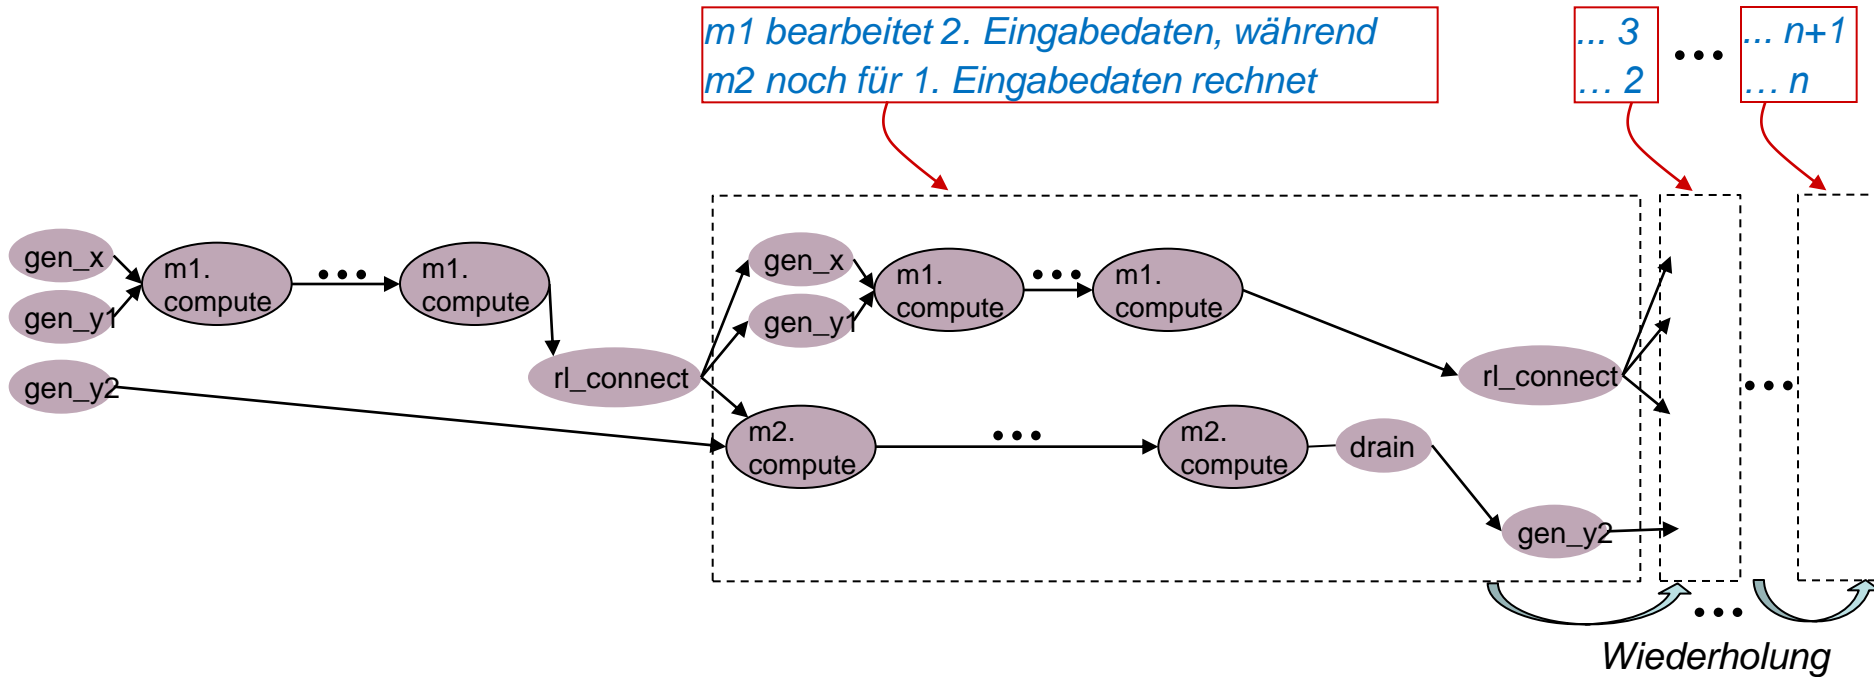 m1 bearbeitet 2. Eingabedaten, während
m2 noch für 1. Eingabedaten rechnet
... 3
... 2
...
... n+1
... n
gen_x
gen_y1
gen_y2
m1.
compute
...
m1.
compute
rl_connect
gen_x
gen_y1
m1.
compute
...
m1.
compute
rl_connect
m2.
compute
...
m2.
compute
drain
gen_y2
...
...
Wiederholung